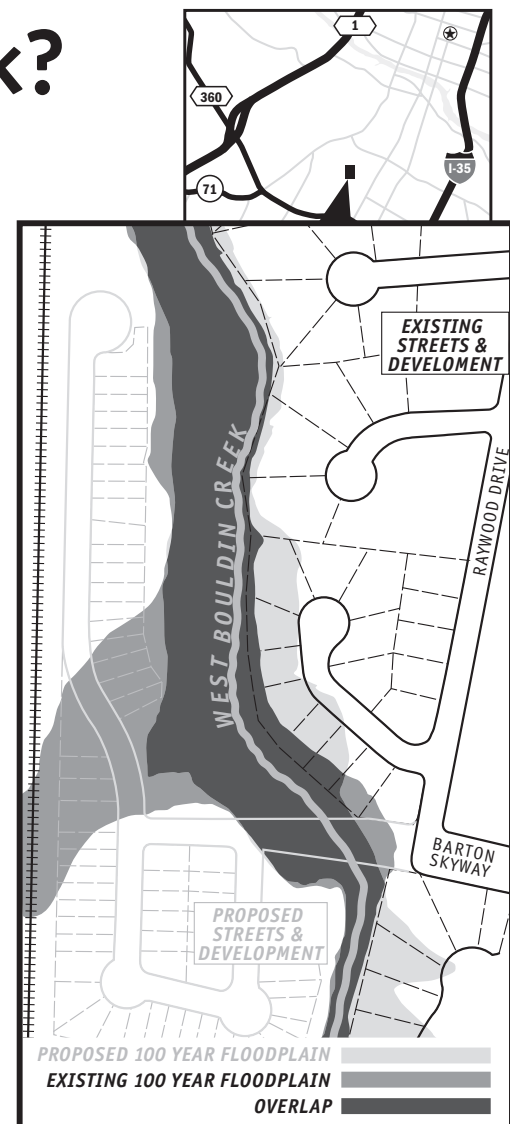 k?
1
360
71
I-35
EXISTING
STREETS &
DEVELOMENT
RAYWOOD DRIVE
WEST BOULDIN CREEK
BARTON
SKYWAY
PROPOSED
STREETS &
DEVELOPMENT
PROPOSED 100 YEAR FLOODPLAIN
EXISTING 100 YEAR FLOODPLAIN
OVERLAP